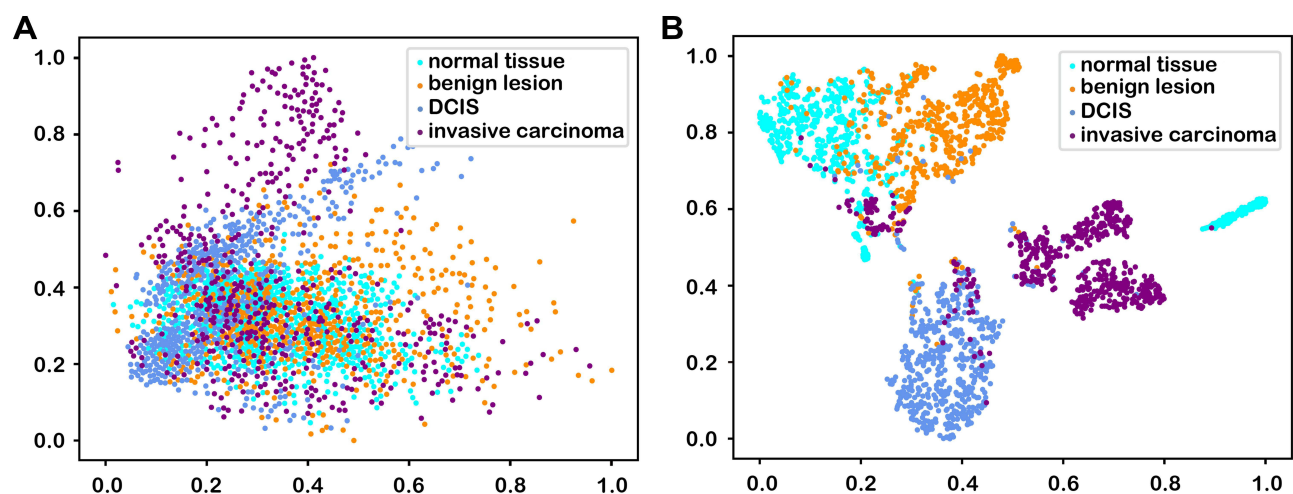 A
normal tissue
benign lesion
DCIS
invasive carcinoma
1.0
0.8
0.6
0.4
0.2
0.0
0.0 0.2 0.4 0.6 0.8 1.0
B
normal tissue
benign lesion
DCIS
invasive carcinoma
1.0
0.8
0.6
0.4
0.2
0.0
0.0 0.2 0.4 0.6 0.8 1.0